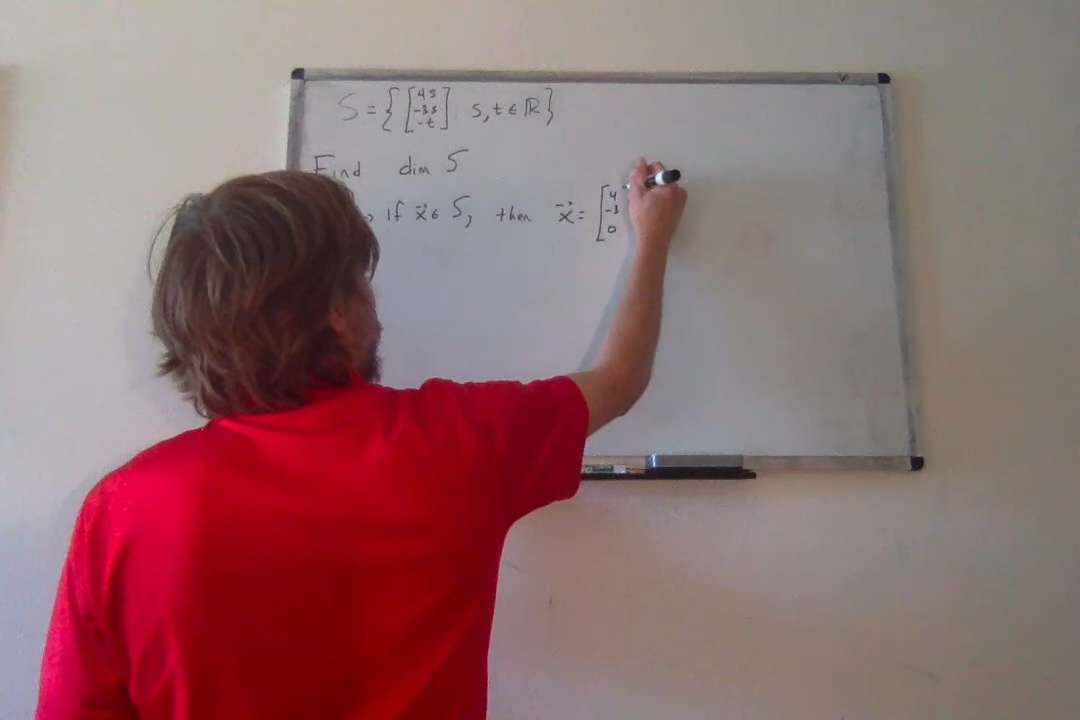 S = { [4s -3s -t] s,t ∈ ℝ }
Find dim S
, If x⃗ ∈ S, then x⃗ = [4 -3 0